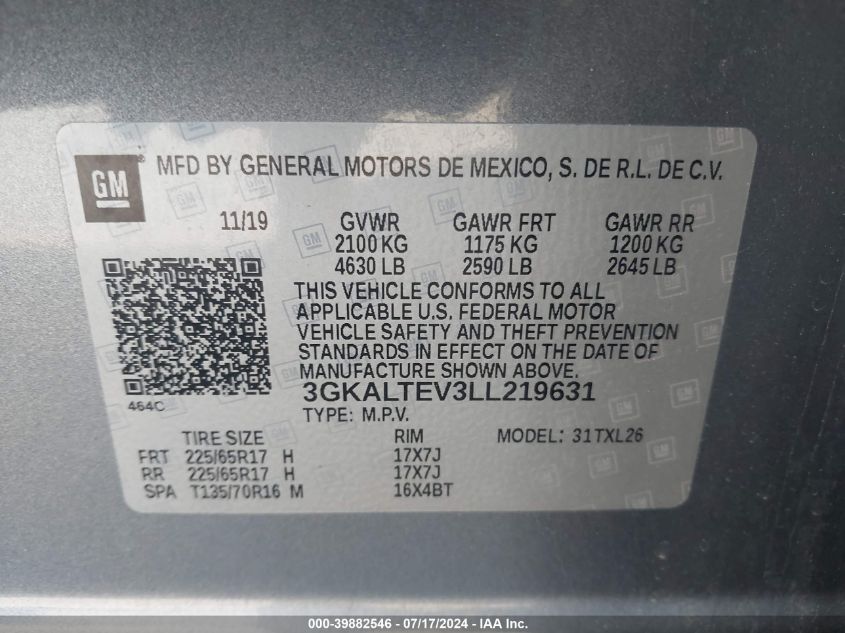 GM
MFD BY GENERAL MOTORS DE MEXICO, S. DE R.L. DE C.V.
11/19 GVWR GAWR FRT GAWR RR
2100 KG 1175 KG 1200 KG
4630 LB 2590 LB 2645 LB
THIS VEHICLE CONFORMS TO ALL
APPLICABLE U.S. FEDERAL MOTOR
VEHICLE SAFETY AND THEFT PREVENTION
STANDARDS IN EFFECT ON THE DATE OF
MANUFACTURE SHOWN ABOVE.
3GKALTEV3LL219631
464C
TYPE: M.P.V.
TIRE SIZE RIM MODEL: 31TXL26
FRT 225/65R17 H 17X7J
RR 225/65R17 H 17X7J
SPA T135/70R16 M 16X4BT
000-39882546 - 07/17/2024 - IAA Inc.